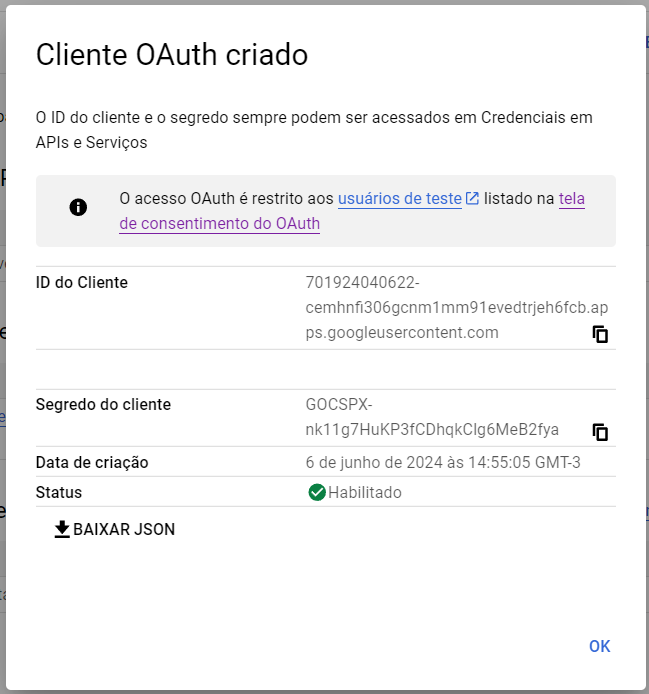 Cliente OAuth criado
O ID do cliente e o segredo sempre podem ser acessados em Credenciais em
APIs e Serviços
O acesso OAuth é restrito aos usuários de teste listado na tela
de consentimento do OAuth
ID do Cliente
701924040622-
cemhnfi306gcnm1mm91evedtrjeh6fcb.ap
ps.googleusercontent.com
Segredo do cliente
GOCSPX-
nk11g7HuKP3fCDhqkClg6MeB2fya
Data de criação
6 de junho de 2024 às 14:55:05 GMT-3
Status
Habilitado
BAIXAR JSON
OK